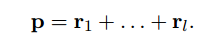 p = r₁ + … + rₗ.